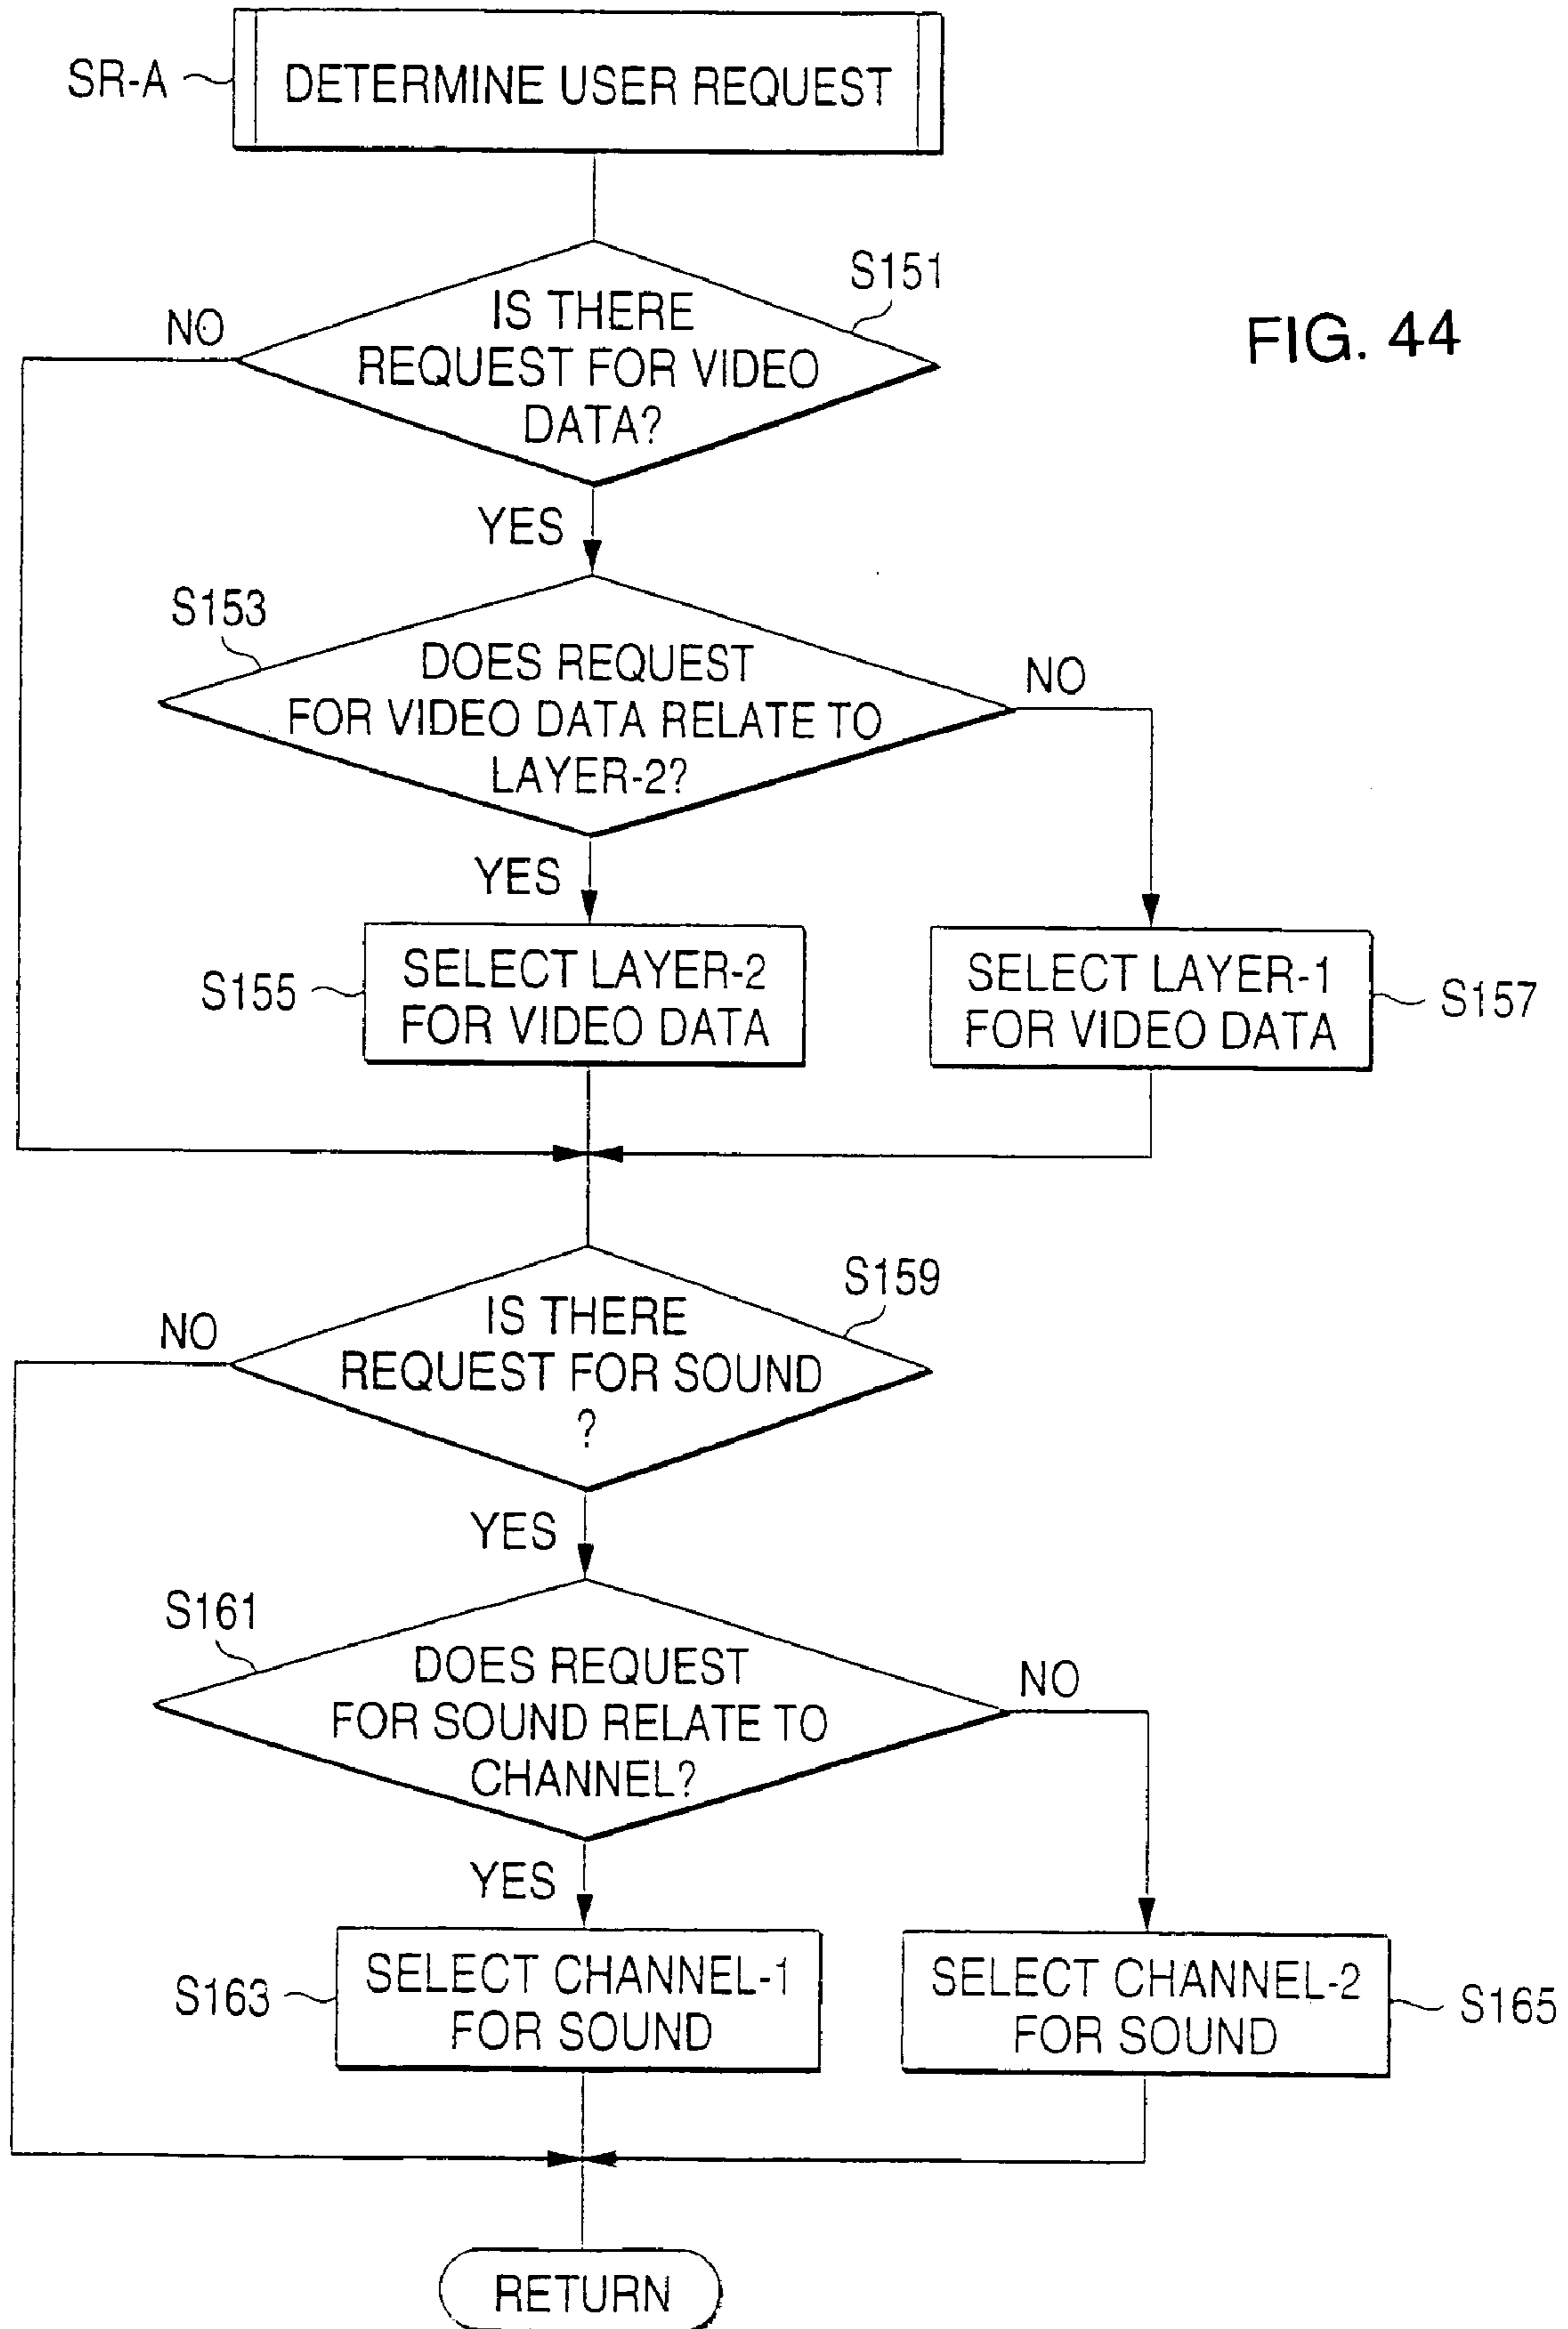 SR-A
DETERMINE USER REQUEST
S151
FIG. 44
NO
IS THERE
REQUEST FOR VIDEO
DATA?
YES
S153
DOES REQUEST
FOR VIDEO DATA RELATE TO
LAYER-2?
NO
YES
S155
SELECT LAYER-2
FOR VIDEO DATA
SELECT LAYER-1
FOR VIDEO DATA
S157
S159
NO
IS THERE
REQUEST FOR SOUND
?
YES
S161
DOES REQUEST
FOR SOUND RELATE TO
CHANNEL?
NO
YES
S163
SELECT CHANNEL-1
FOR SOUND
SELECT CHANNEL-2
FOR SOUND
S165
RETURN